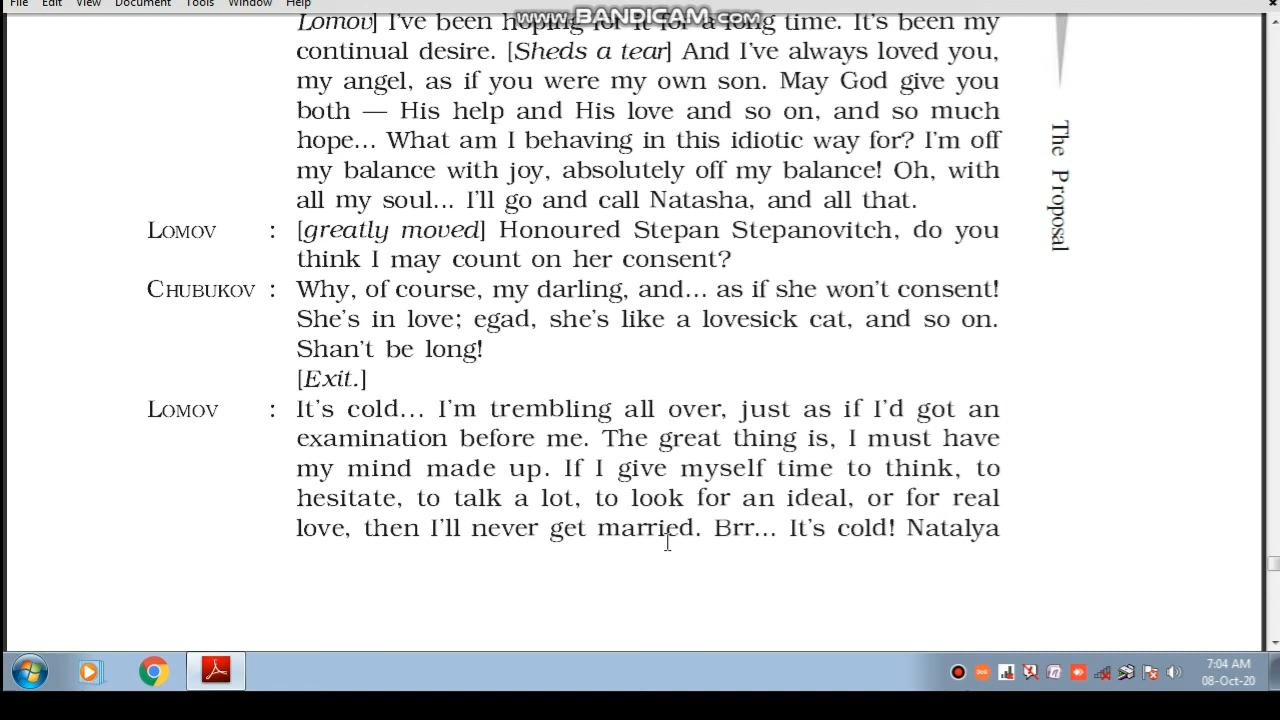 File Edit View Document Tools Window Help
www.BANDICAM.com
Lomov] I've been hoping for it for a long time. It's been my
continual desire. [Sheds a tear] And I've always loved you,
my angel, as if you were my own son. May God give you
both — His help and His love and so on, and so much
hope... What am I behaving in this idiotic way for? I'm off
my balance with joy, absolutely off my balance! Oh, with
all my soul... I'll go and call Natasha, and all that.
LOMOV : [greatly moved] Honoured Stepan Stepanovitch, do you
think I may count on her consent?
CHUBUKOV : Why, of course, my darling, and... as if she won't consent!
She's in love; egad, she's like a lovesick cat, and so on.
Shan't be long!
[Exit.]
LOMOV : It's cold... I'm trembling all over, just as if I'd got an
examination before me. The great thing is, I must have
my mind made up. If I give myself time to think, to
hesitate, to talk a lot, to look for an ideal, or for real
love, then I'll never get married. Brr... It's cold! Natalya
The Proposal
7:04 AM
08-Oct-20